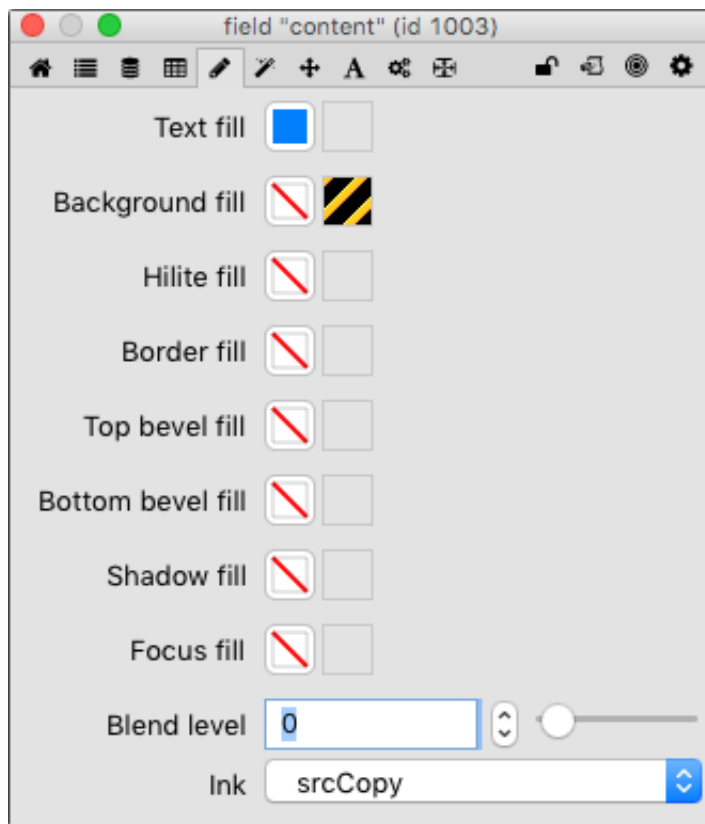 field "content" (id 1003)
A
Text fill
Background fill
Hilite fill
Border fill
Top bevel fill
Bottom bevel fill
Shadow fill
Focus fill
Blend level 0
Ink srcCopy